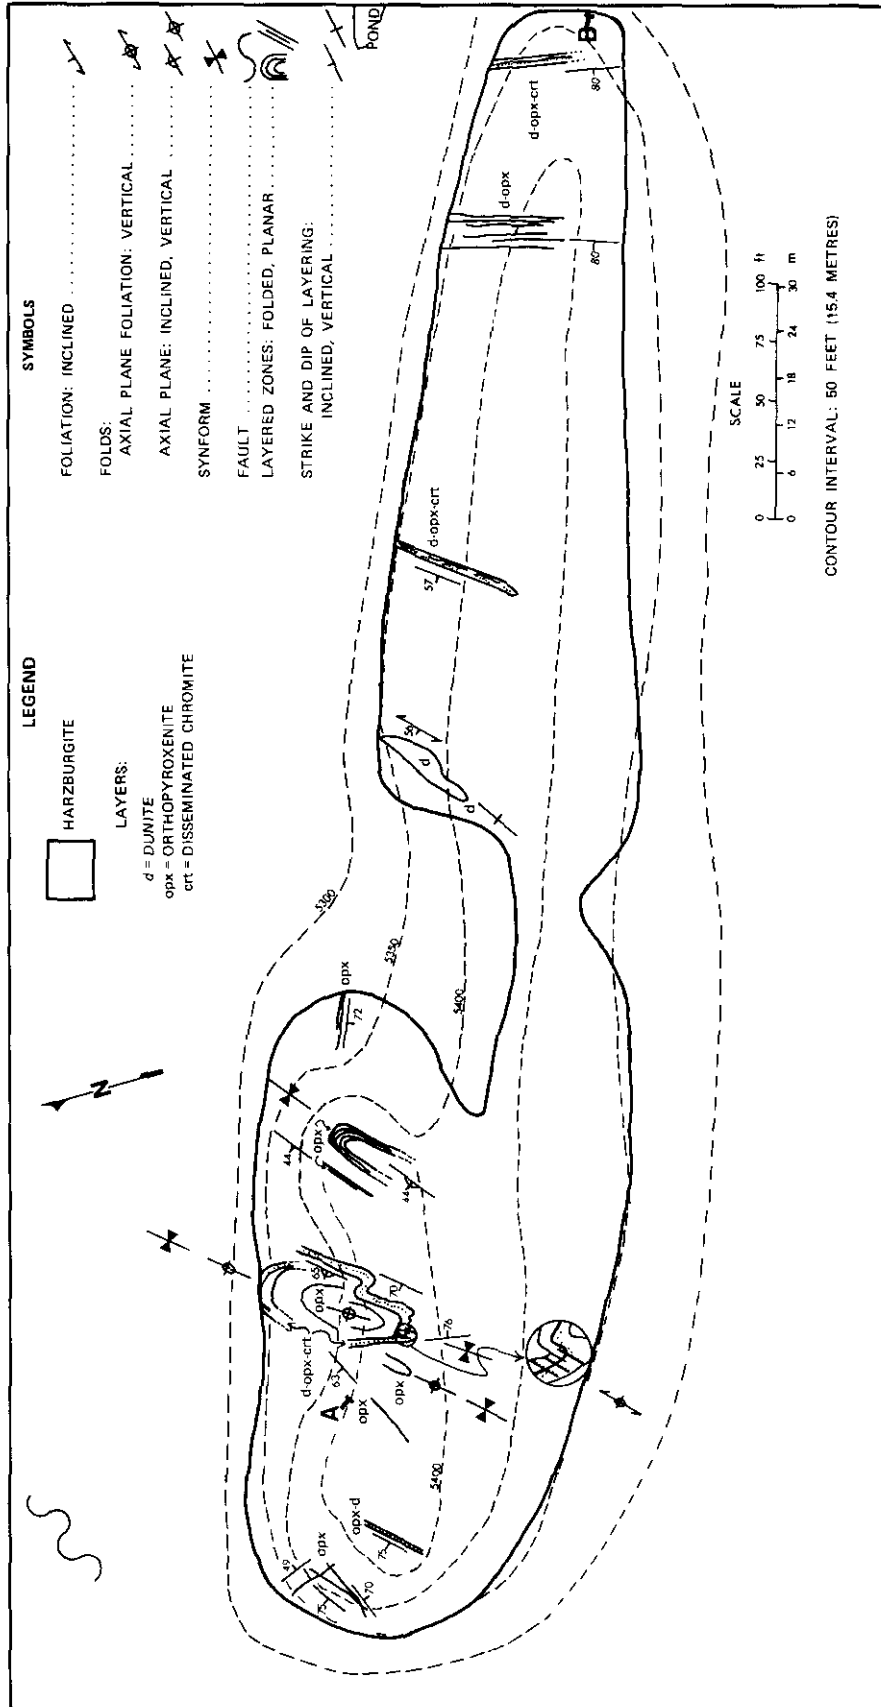 LEGEND
HARZBURGITE
LAYERS:
d = DUNITE
opx = ORTHOPYROXENITE
crt = DISSEMINATED CHROMITE
SYMBOLS
FOLIATION: INCLINED
FOLDS:
AXIAL PLANE FOLIATION: VERTICAL
AXIAL PLANE: INCLINED, VERTICAL
SYNFORM
FAULT
LAYERED ZONES: FOLDED, PLANAR
STRIKE AND DIP OF LAYERING:
INCLINED, VERTICAL
POND
N
5300
5350
5400
5400
49
opx
75
70
opx-d
75
A
opx
opx
63
d-opx-crt
opx
65
70
76
44
opx
44
opx
72
d
d
56
57
d-opx-crt
d-opx
80
d-opx-crt
80
B
SCALE
0 25 50 75 100 ft
0 6 12 18 24 30 m
CONTOUR INTERVAL: 50 FEET (15.4 METRES)